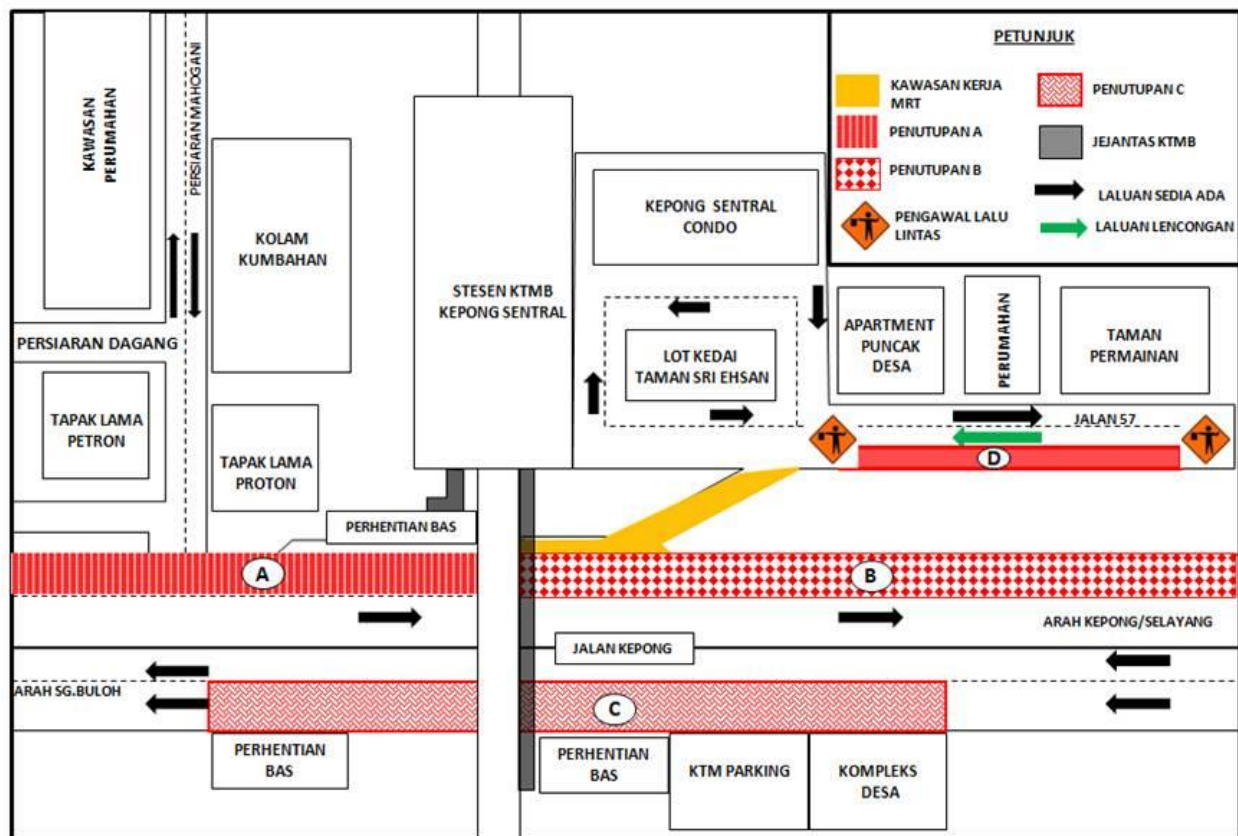 PETUNJUK
KAWASAN KERJA
MRT
PENUTUPAN A
PENUTUPAN B
PENGAWAL LALU
LINTAS
PENUTUPAN C
JEJANTAS KTMB
LALUAN SEDIA ADA
LALUAN LENCONGAN
KAWASAN
PERUMAHAN
PERSIARAN MAHOGANI
KOLAM
KUMBAHAN
STESEN KTMB
KEPONG SENTRAL
KEPONG SENTRAL
CONDO
LOT KEDAI
TAMAN SRI EHSAN
APARTMENT
PUNCAK
DESA
PERUMAHAN
TAMAN
PERMAINAN
PERSIARAN DAGANG
TAPAK LAMA
PETRON
TAPAK LAMA
PROTON
JALAN 57
D
PERHENTIAN BAS
A
B
ARAH KEPONG/SELAYANG
JALAN KEPONG
ARAH SG.BULOH
C
PERHENTIAN
BAS
PERHENTIAN
BAS
KTM PARKING
KOMPLEKS
DESA